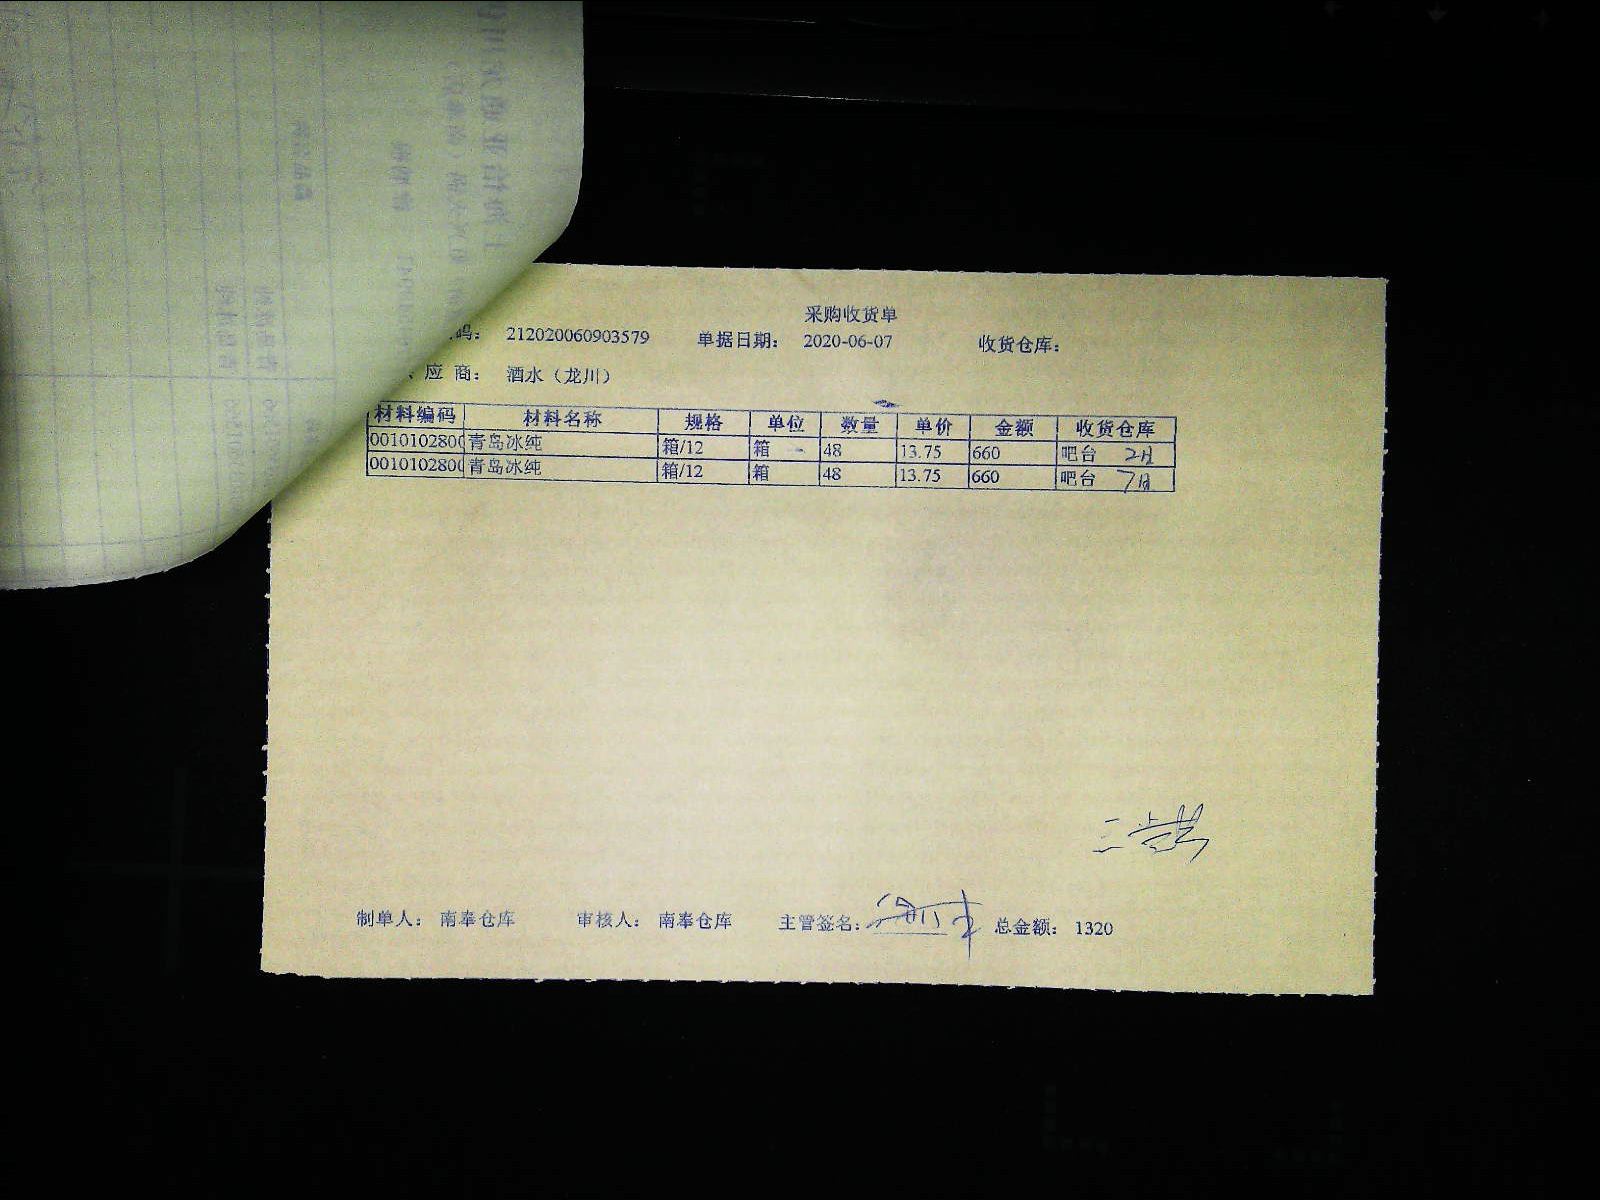 采购收货单
码： 212020060903579 单据日期： 2020-06-07 收货仓库：
应 商： 酒水（龙川）
材料编码 材料名称 规格 单位 数量 单价 金额 收货仓库
0010102800 青岛冰纯 箱/12 箱 48 13.75 660 吧台 2日
0010102800 青岛冰纯 箱/12 箱 48 13.75 660 吧台 7日
制单人： 南奉仓库 审核人： 南奉仓库 主管签名： 总金额： 1320